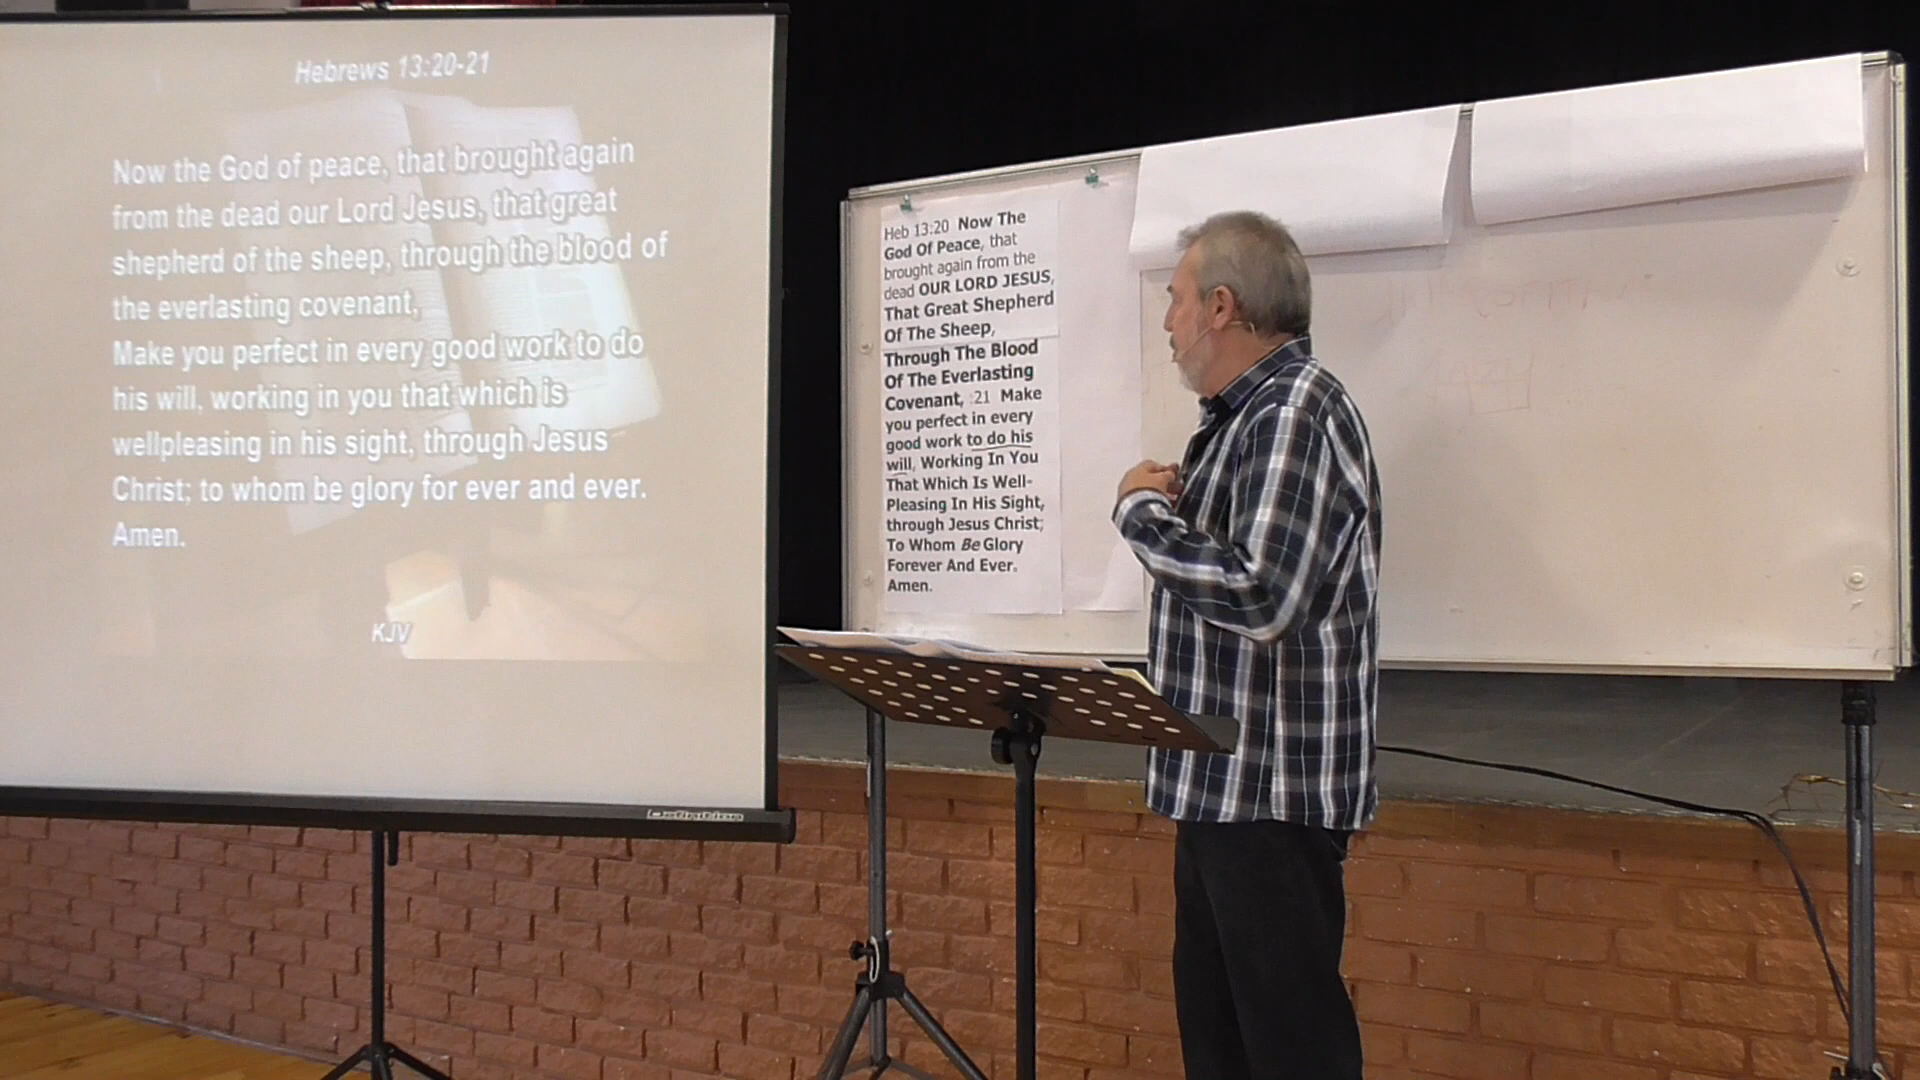 Hebrews 13:20-21
Now the God of peace, that brought again
from the dead our Lord Jesus, that great
shepherd of the sheep, through the blood of
the everlasting covenant,
Make you perfect in every good work to do
his will, working in you that which is
wellpleasing in his sight, through Jesus
Christ; to whom be glory for ever and ever.
Amen.
KJV
Definition
Heb 13:20 Now The
God Of Peace, that
brought again from the
dead OUR LORD JESUS,
That Great Shepherd
Of The Sheep,
Through The Blood
Of The Everlasting
Covenant, :21 Make
you perfect in every
good work to do his
will, Working In You
That Which Is Well-
Pleasing In His Sight,
through Jesus Christ;
To Whom Be Glory
Forever And Ever.
Amen.